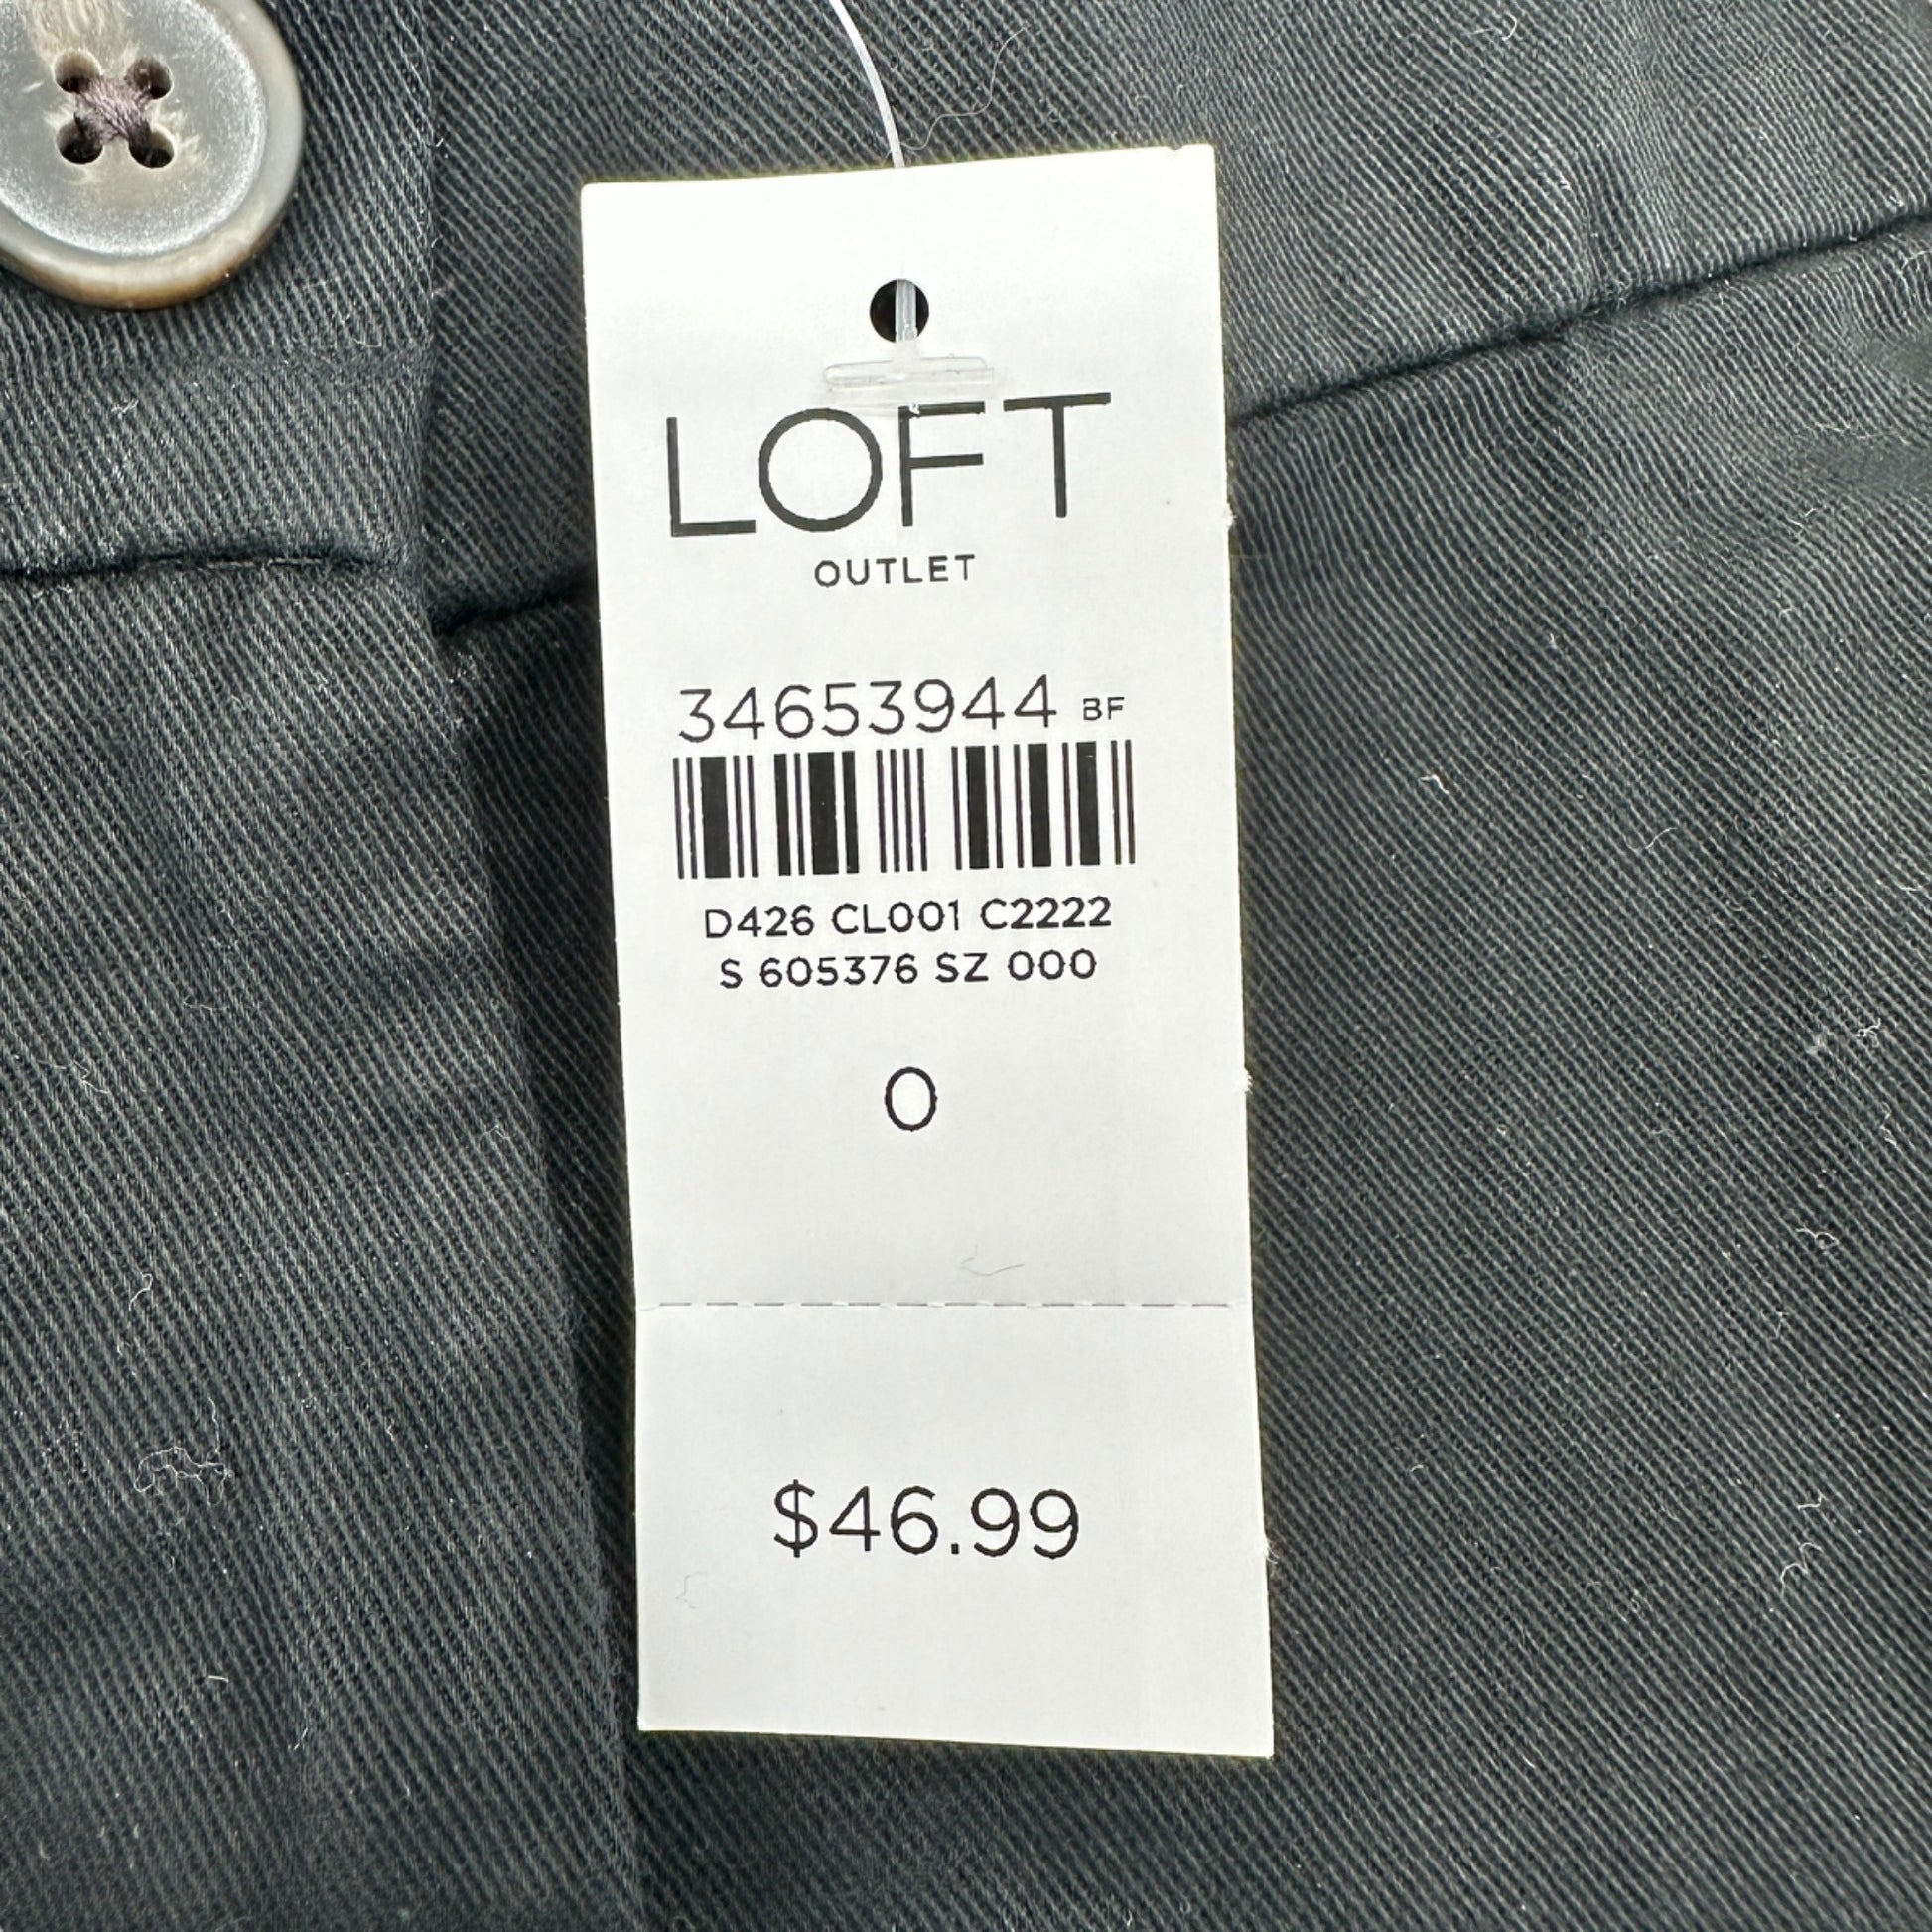 LOFT
OUTLET
34653944 BF
D426 CL001 C2222
S 605376 SZ 000
0
$46.99